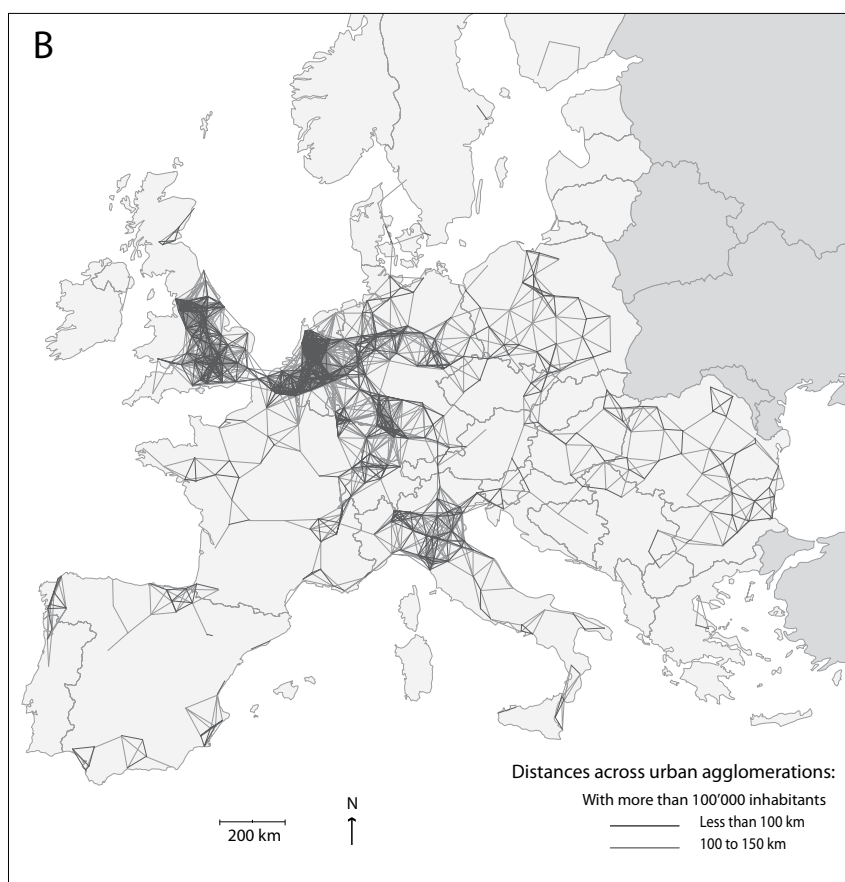 B
Distances across urban agglomerations:
With more than 100'000 inhabitants
Less than 100 km
100 to 150 km
200 km
N